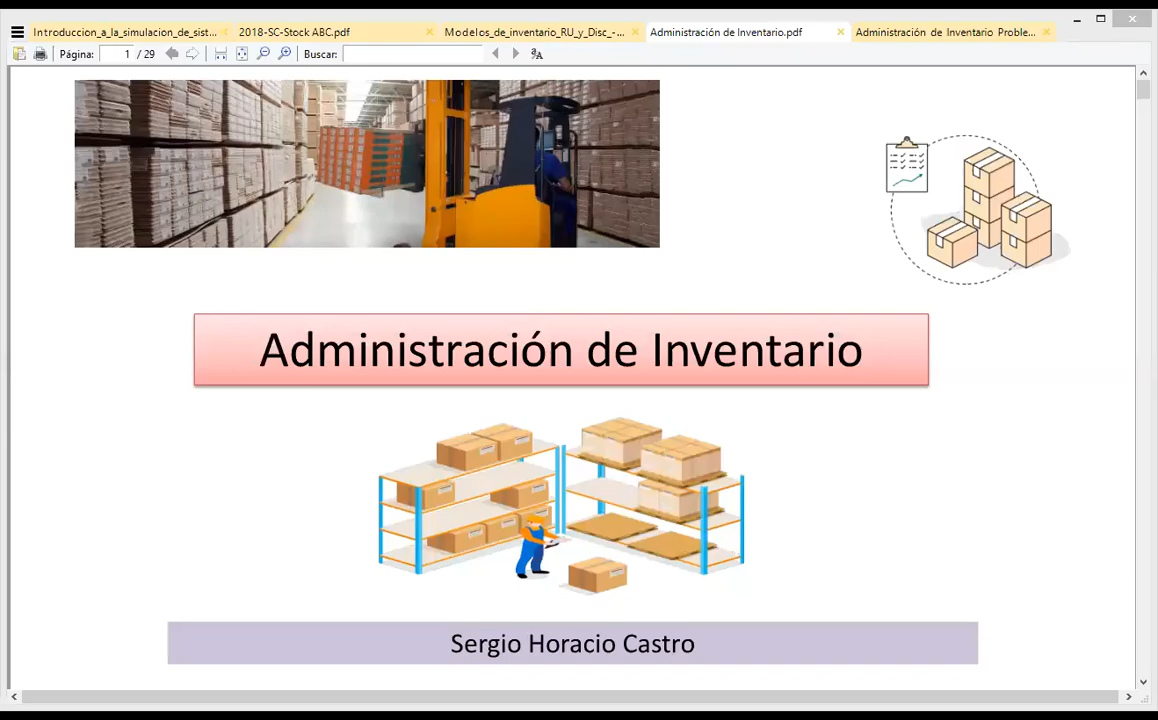 Introduccion_a_la_simulacion_de_sist...
2018-SC-Stock ABC.pdf
Modelos_de_inventario_RU_y_Disc_-...
Administración de Inventario.pdf
Administración de Inventario Proble...
Página: 1 / 29
Buscar:
Administración de Inventario
Sergio Horacio Castro